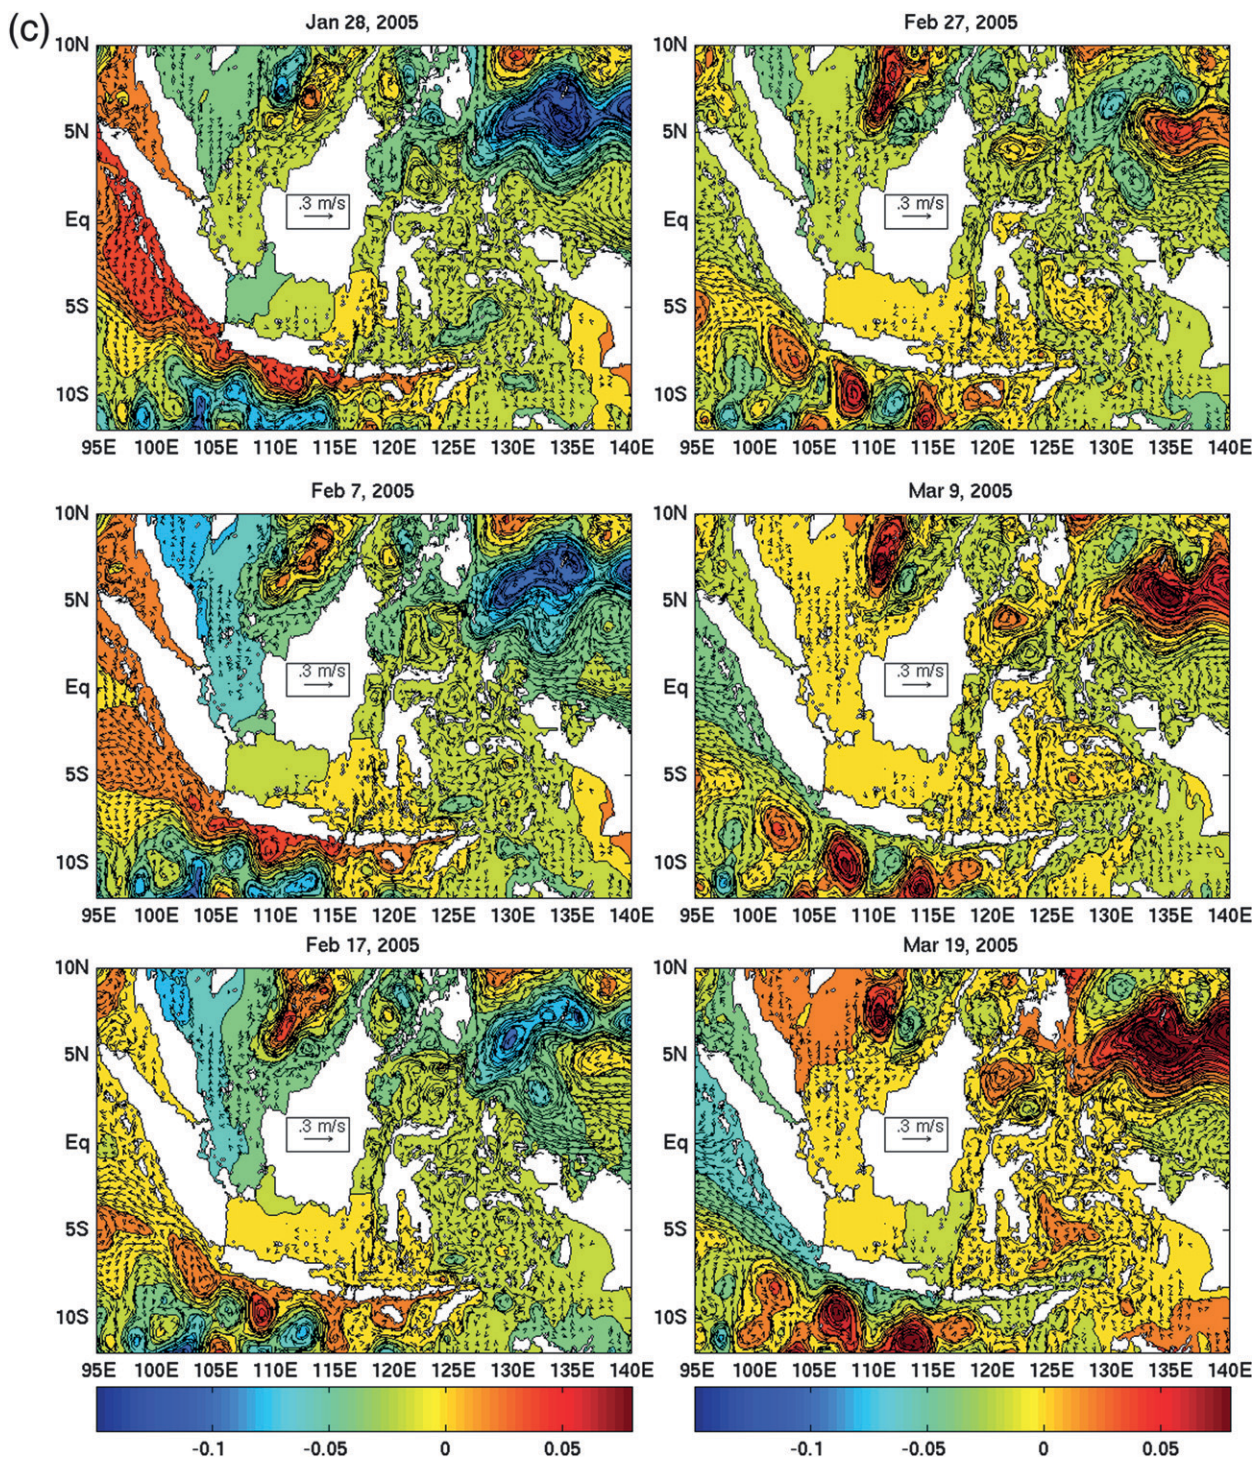 (c)
Jan 28, 2005
10N
5N
Eq
5S
10S
.3 m/s
95E 100E 105E 110E 115E 120E 125E 130E 135E 140E
Feb 27, 2005
10N
5N
Eq
5S
10S
.3 m/s
95E 100E 105E 110E 115E 120E 125E 130E 135E 140E
Feb 7, 2005
10N
5N
Eq
5S
10S
.3 m/s
95E 100E 105E 110E 115E 120E 125E 130E 135E 140E
Mar 9, 2005
10N
5N
Eq
5S
10S
.3 m/s
95E 100E 105E 110E 115E 120E 125E 130E 135E 140E
Feb 17, 2005
10N
5N
Eq
5S
10S
.3 m/s
95E 100E 105E 110E 115E 120E 125E 130E 135E 140E
Mar 19, 2005
10N
5N
Eq
5S
10S
.3 m/s
95E 100E 105E 110E 115E 120E 125E 130E 135E 140E
-0.1 -0.05 0 0.05
-0.1 -0.05 0 0.05